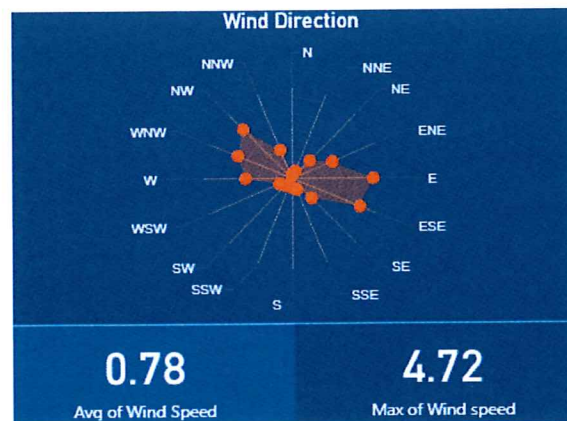 Wind Direction
N
NNW
NNE
NW
NE
WNW
ENE
W
E
WSW
ESE
SW
SE
SSW
SSE
S
0.78
4.72
Avg of Wind Speed
Max of Wind speed